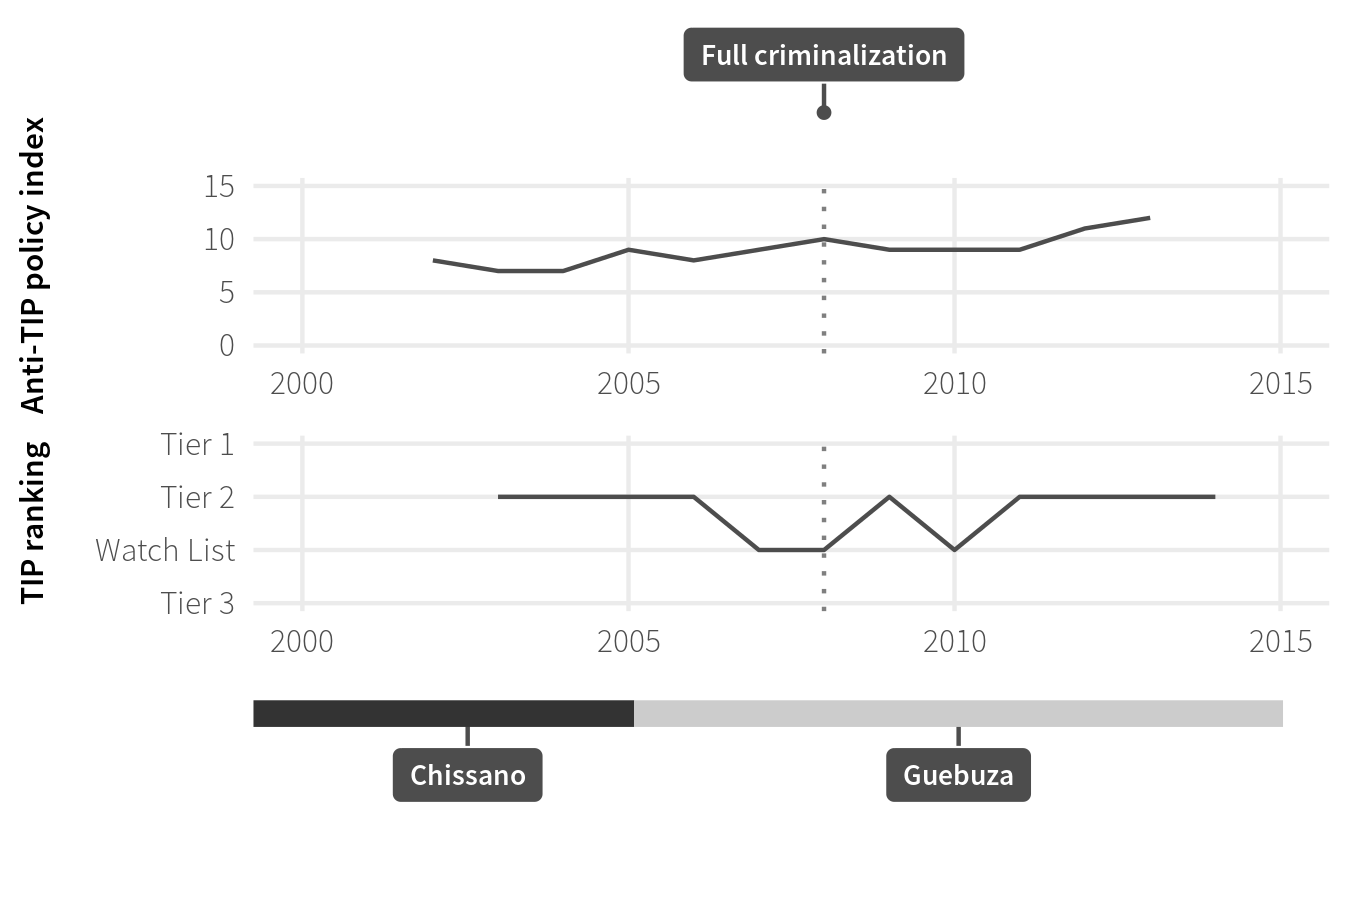 Full criminalization
Anti-TIP policy index
15
10
5
0
2000 2005 2010 2015
TIP ranking
Tier 1
Tier 2
Watch List
Tier 3
2000 2005 2010 2015
Chissano Guebuza